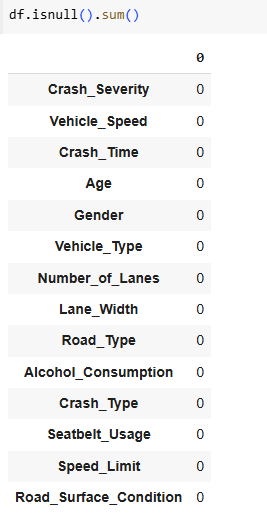 df.isnull().sum()
0
Crash_Severity 0
Vehicle_Speed 0
Crash_Time 0
Age 0
Gender 0
Vehicle_Type 0
Number_of_Lanes 0
Lane_Width 0
Road_Type 0
Alcohol_Consumption 0
Crash_Type 0
Seatbelt_Usage 0
Speed_Limit 0
Road_Surface_Condition 0